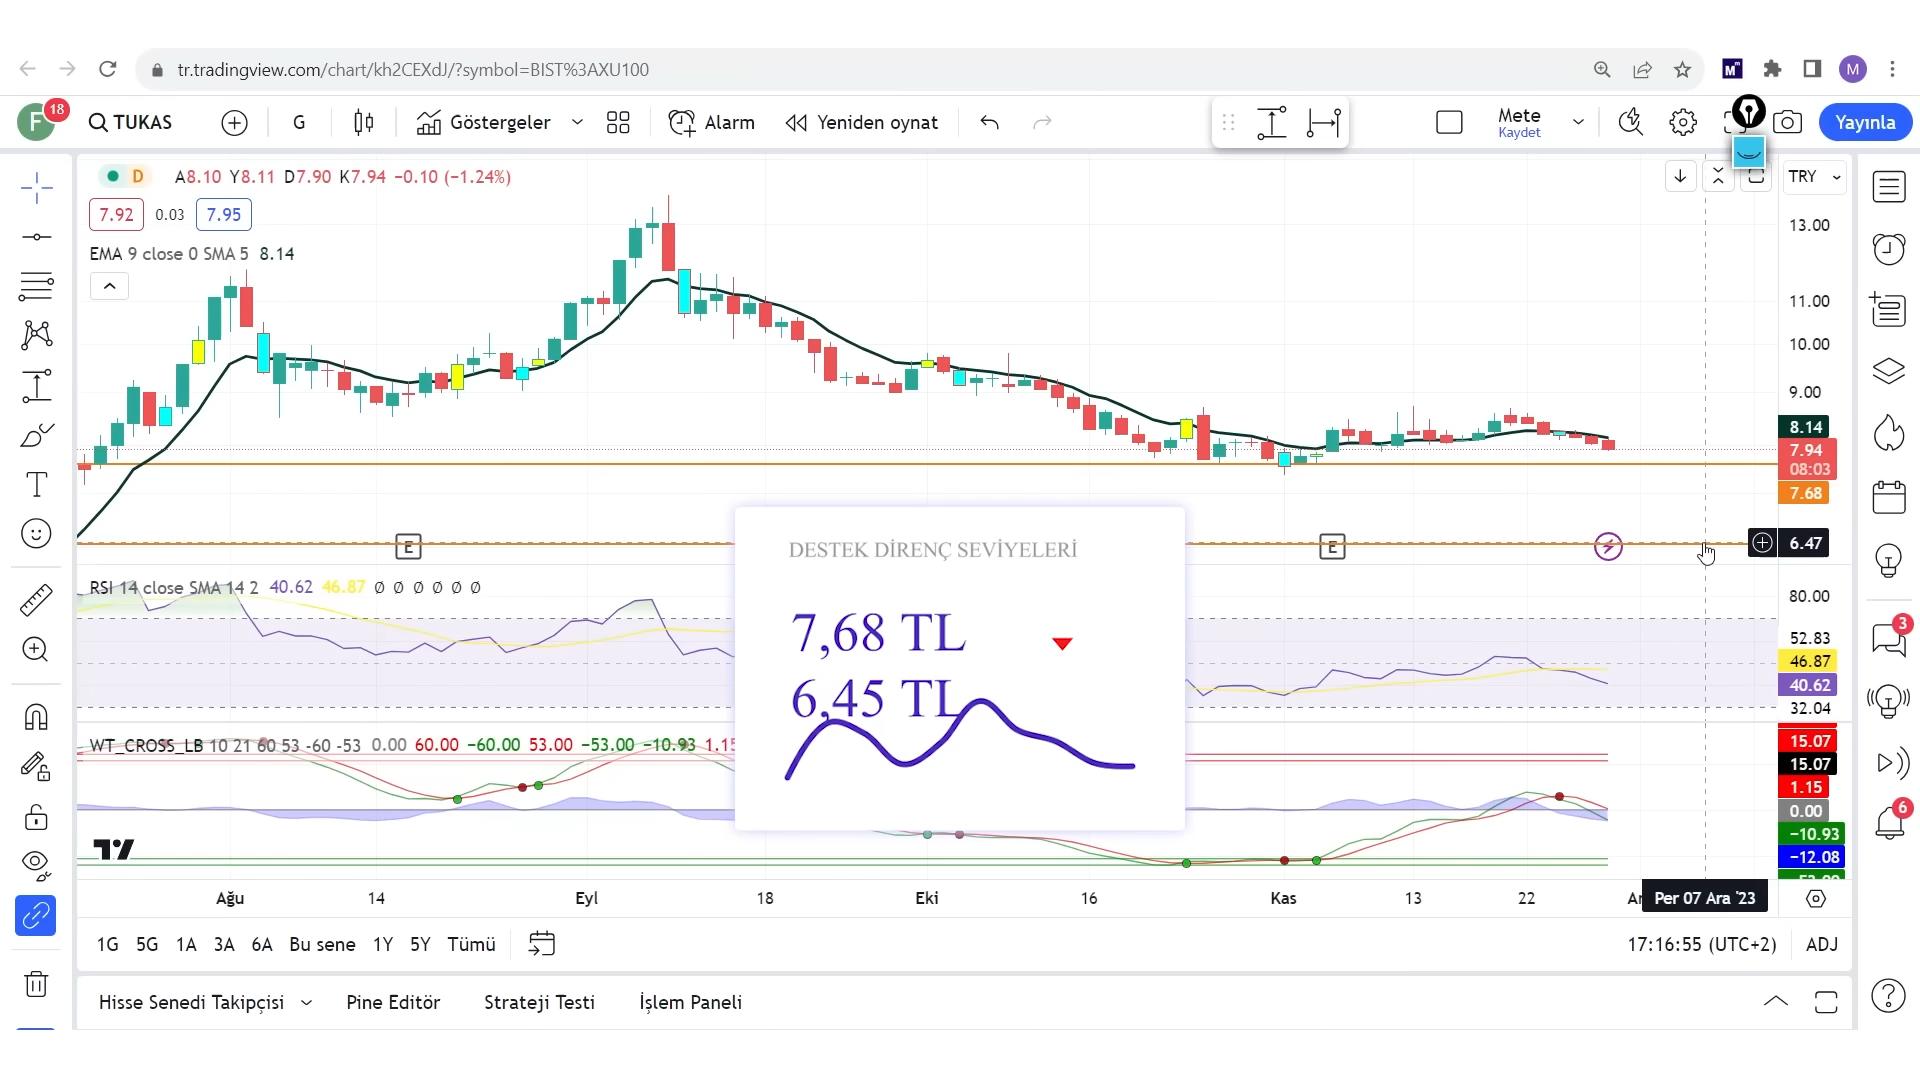 tr.tradingview.com/chart/kh2CEXdJ/?symbol=BIST%3AXU100
M
F 18 TUKAS G Göstergeler Alarm Yeniden oynat Mete Kaydet Yayınla
D A8.10 Y8.11 D7.90 K7.94 −0.10 (−1.24%)
TRY
7.92 0.03 7.95
EMA 9 close 0 SMA 5 8.14
13.00
11.00
10.00
9.00
8.14
7.94
08:03
7.68
6.47
E
E
DESTEK DİRENÇ SEVİYELERİ
7,68 TL
6,45 TL
RSI 14 close SMA 14 2 40.62 46.87 Ø Ø Ø Ø Ø Ø
80.00
52.83
46.87
40.62
32.04
WT_CROSS_LB 10 21 60 53 -60 -53 0.00 60.00 −60.00 53.00 −53.00 −10.93 1.15
15.07
15.07
1.15
0.00
−10.93
−12.08
Ağu 14 Eyl 18 Eki 16 Kas 13 22 Per 07 Ara '23
1G 5G 1A 3A 6A Bu sene 1Y 5Y Tümü 17:16:55 (UTC+2) ADJ
Hisse Senedi Takipçisi Pine Editör Strateji Testi İşlem Paneli
3
6